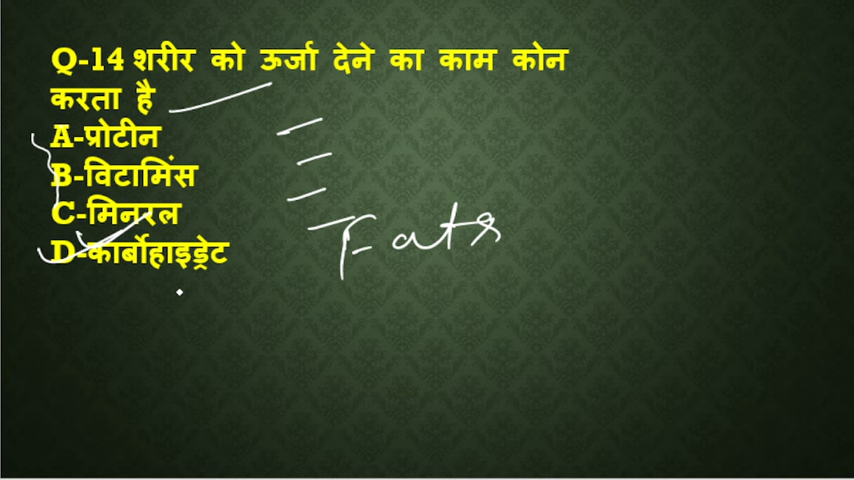 Q-14 शरीर को ऊर्जा देने का काम कोन
करता है
A-प्रोटीन
B-विटामिंस
C-मिनरल
D-कार्बोहाइड्रेट
Fats